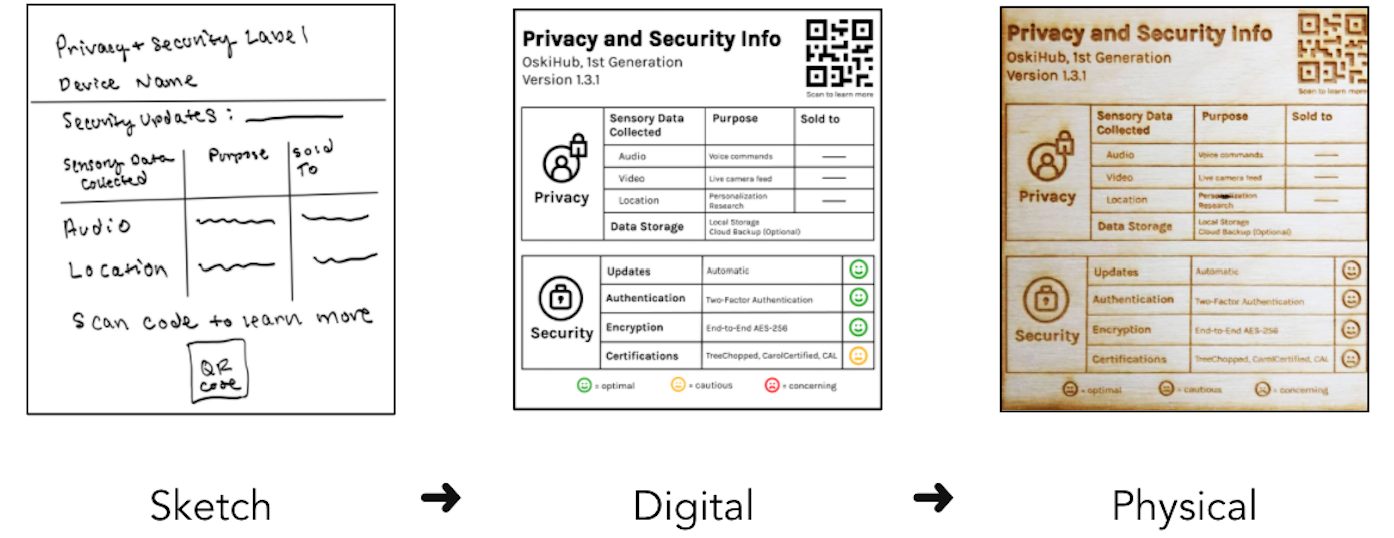 Privacy + Security Label
Device Name
Security Updates :
Sensory Data Collected Purpose Sold To
Audio
Location
Scan code to learn more
QR code
Privacy and Security Info
OskiHub, 1st Generation
Version 1.3.1
Scan to learn more
Privacy
Sensory Data Collected Purpose Sold to
Audio Voice commands
Video Live camera feed
Location Personalization Research
Data Storage Local Storage Cloud Backup (Optional)
Security
Updates Automatic
Authentication Two-Factor Authentication
Encryption End-to-End AES-256
Certifications TreeChopped, CarolCertified, CAL
= optimal = cautious = concerning
Privacy and Security Info
OskiHub, 1st Generation
Version 1.3.1
Scan to learn more
Privacy
Sensory Data Collected Purpose Sold to
Audio Voice commands
Video Live camera feed
Location Personalization Research
Data Storage Local Storage Cloud Backup (Optional)
Security
Updates Automatic
Authentication Two-Factor Authentication
Encryption End-to-End AES-256
Certifications TreeChopped, CarolCertified, CAL
= optimal = cautious = concerning
Sketch → Digital → Physical